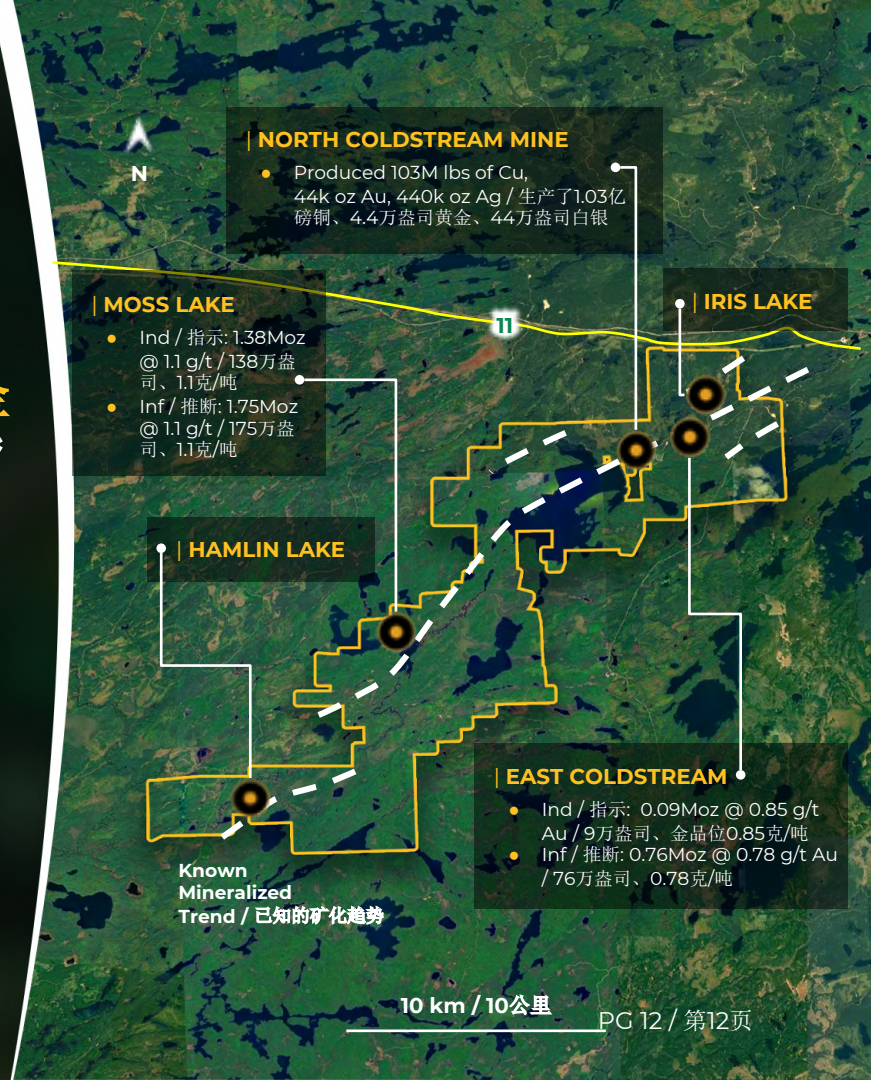 | NORTH COLDSTREAM MINE
● Produced 103M lbs of Cu,
44k oz Au, 440k oz Ag / 生产了1.03亿
磅铜、4.4万盎司黄金、44万盎司白银
N
| MOSS LAKE
● Ind / 指示: 1.38Moz
@ 1.1 g/t / 138万盎
司、1.1克/吨
● Inf / 推断: 1.75Moz
@ 1.1 g/t / 175万盎
司、1.1克/吨
| IRIS LAKE
11
| HAMLIN LAKE
| EAST COLDSTREAM
● Ind / 指示: 0.09Moz @ 0.85 g/t
Au / 9万盎司、金品位0.85克/吨
● Inf / 推断: 0.76Moz @ 0.78 g/t Au
/ 76万盎司、0.78克/吨
Known
Mineralized
Trend / 已知的矿化趋势
10 km / 10公里
PG 12 / 第12页